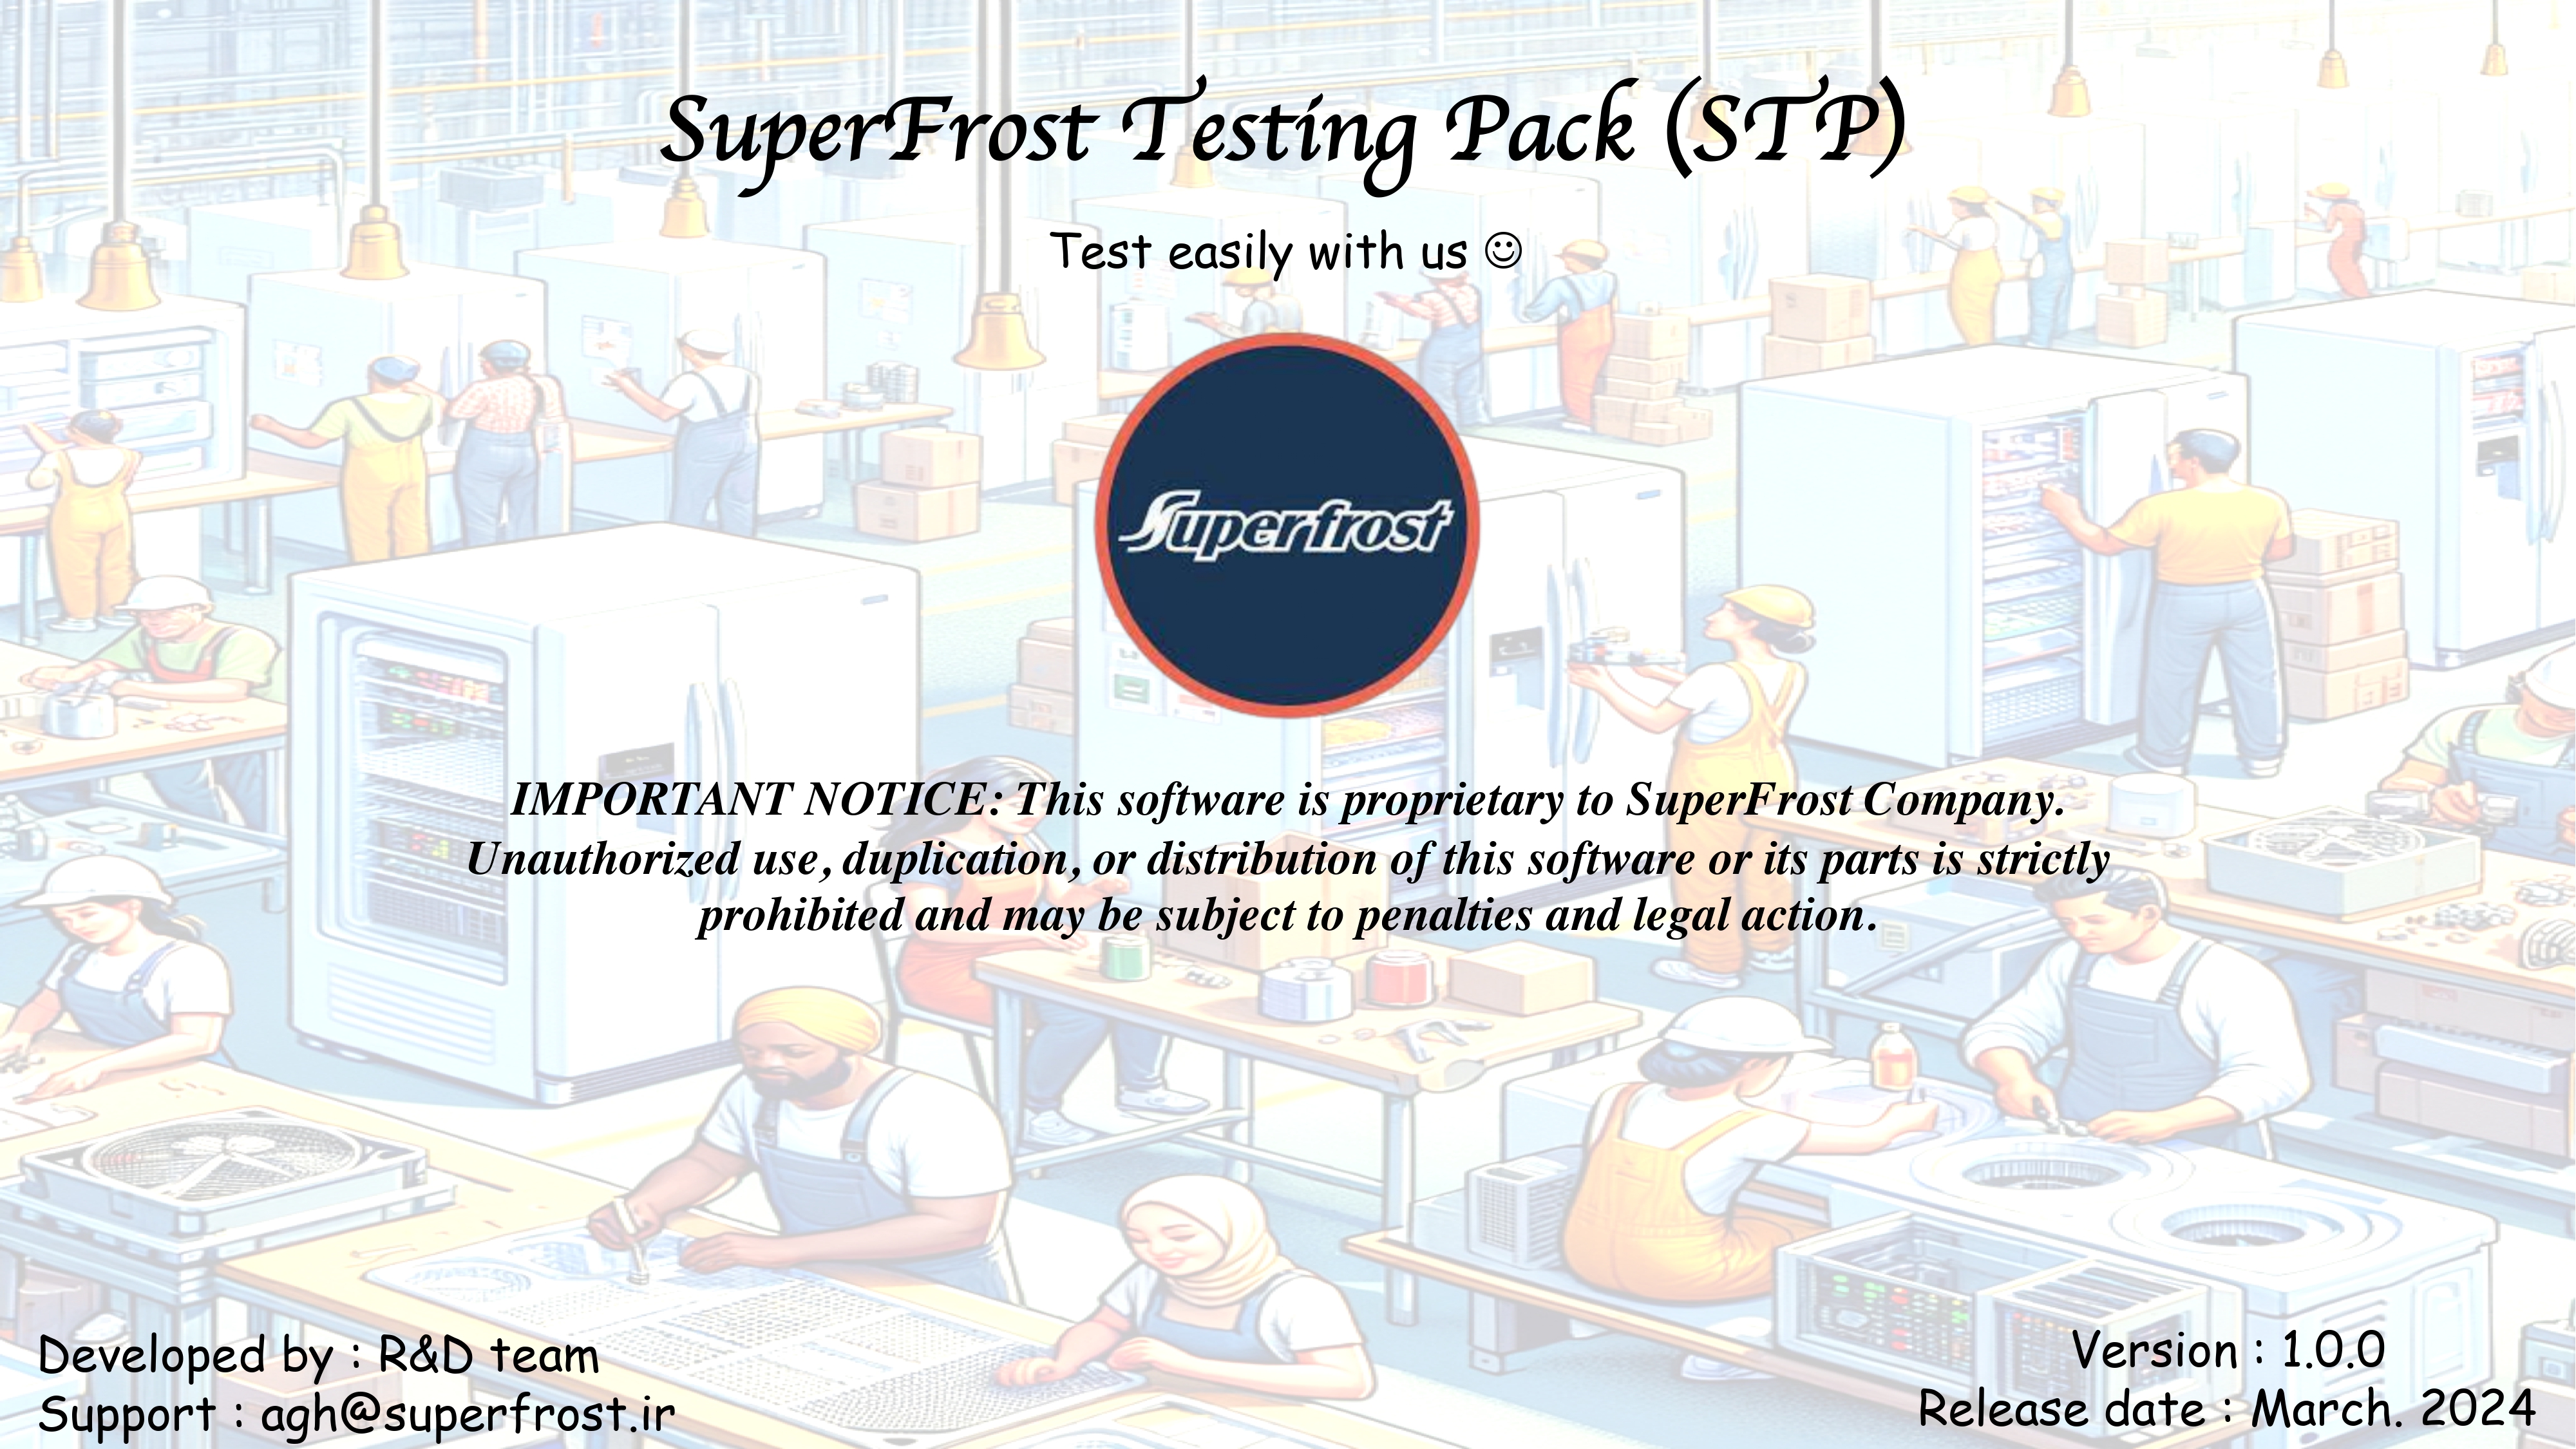 SuperFrost Testing Pack (STP)
Test easily with us ☺
Superfrost
IMPORTANT NOTICE: This software is proprietary to SuperFrost Company.
Unauthorized use, duplication, or distribution of this software or its parts is strictly
prohibited and may be subject to penalties and legal action.
Developed by : R&D team
Support : agh@superfrost.ir
Version : 1.0.0
Release date : March. 2024